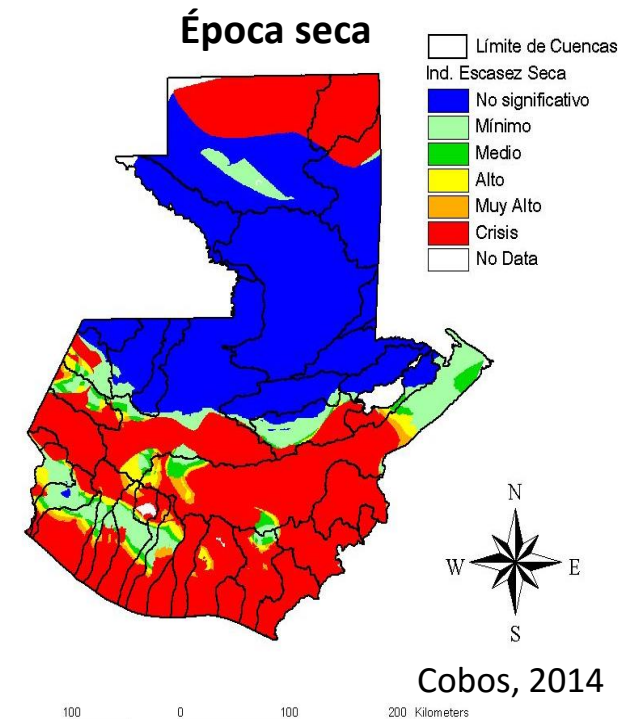 Época seca
Límite de Cuencas
Ind. Escasez Seca
No significativo
Mínimo
Medio
Alto
Muy Alto
Crisis
No Data
N
W E
S
Cobos, 2014
100 0 100 200 Kilometers